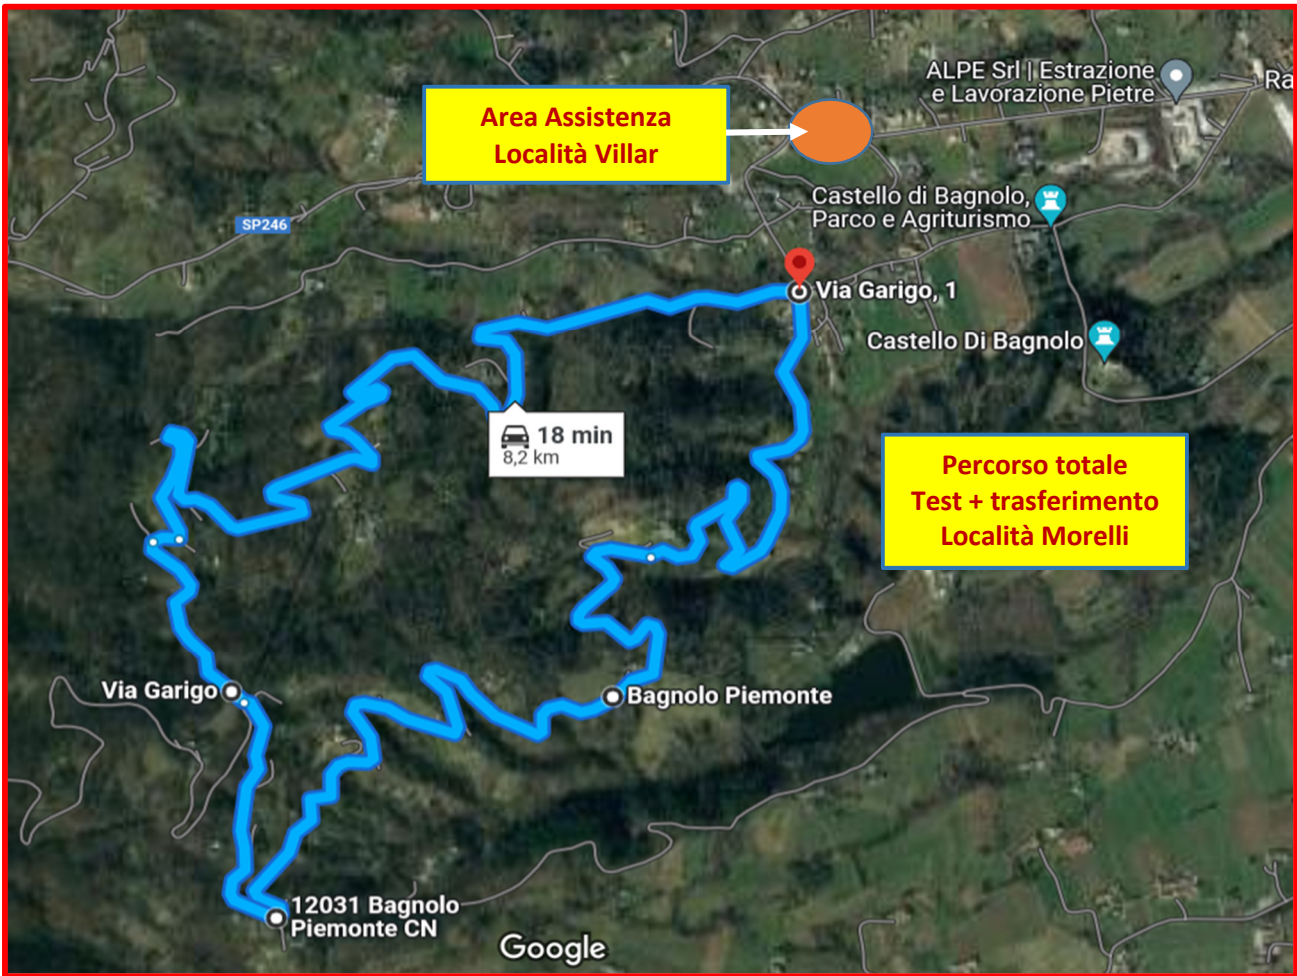 ALPE Srl | Estrazione
e Lavorazione Pietre
Ra
Area Assistenza
Località Villar
Castello di Bagnolo,
Parco e Agriturismo
SP246
Via Garigo, 1
Castello Di Bagnolo
18 min
8,2 km
Percorso totale
Test + trasferimento
Località Morelli
Via Garigo
Bagnolo Piemonte
12031 Bagnolo
Piemonte CN
Google